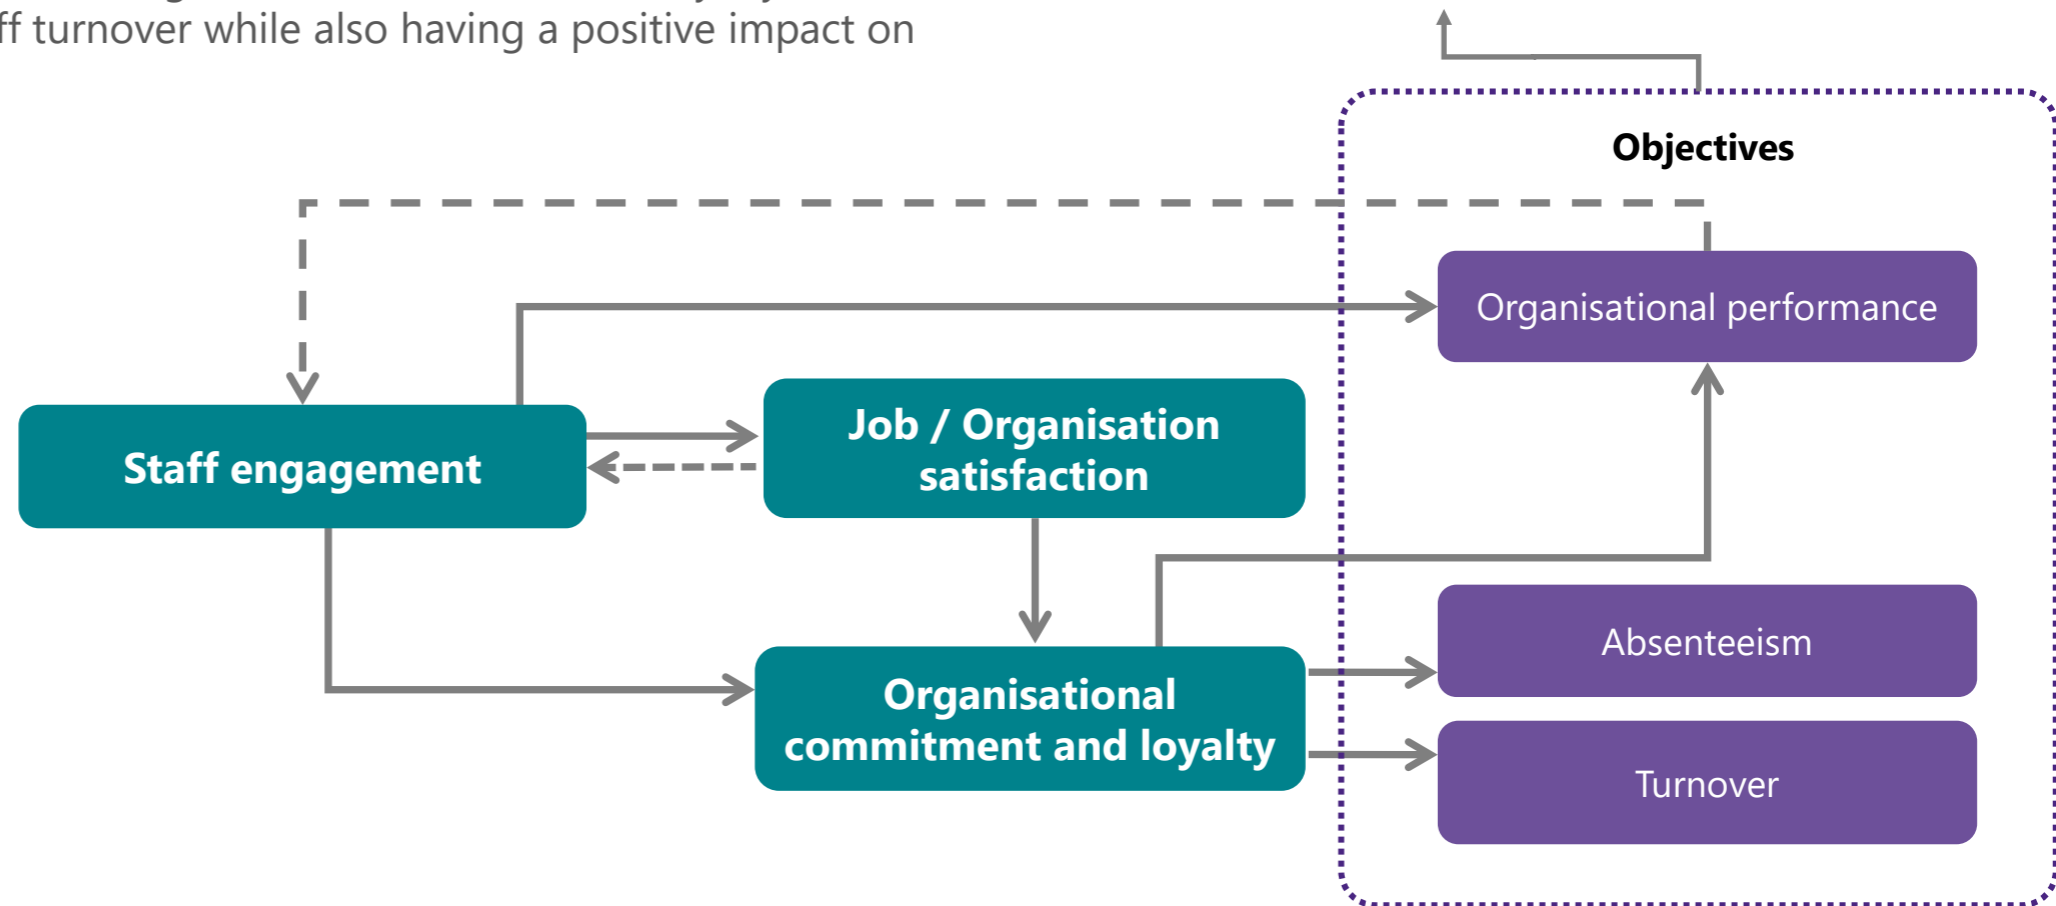 ff turnover while also having a positive impact on
Objectives
Organisational performance
Job / Organisation
satisfaction
Staff engagement
Absenteeism
Organisational
commitment and loyalty
Turnover